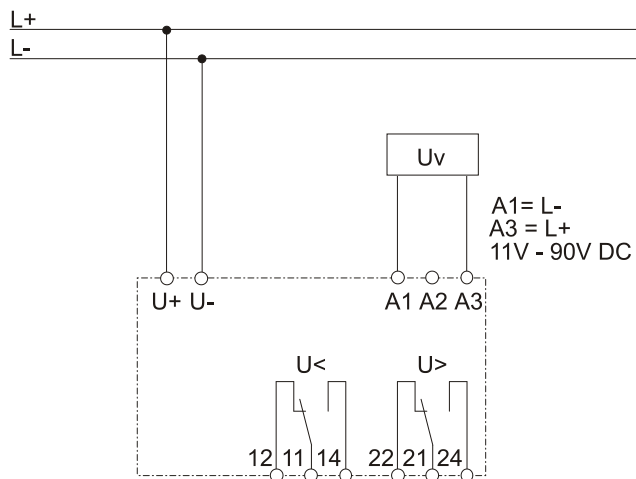 L+
L-
Uv
A1= L-
A3 = L+
11V - 90V DC
U+ U- A1 A2 A3
U< U>
12 11 14 22 21 24